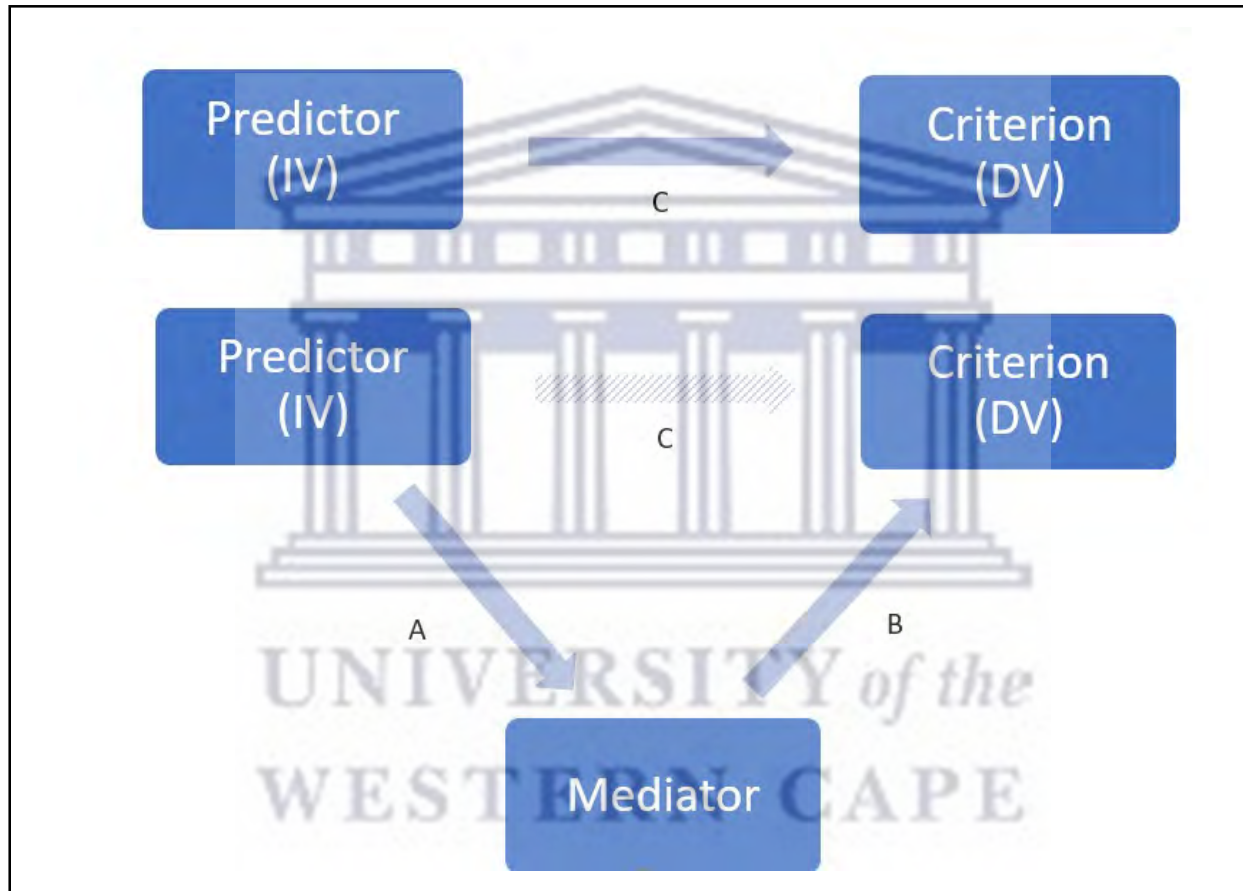 Predictor
(IV)
Criterion
(DV)
C
Predictor
(IV)
Criterion
(DV)
C
A
B
UNIVERSITY of the
WESTERN CAPE
Mediator